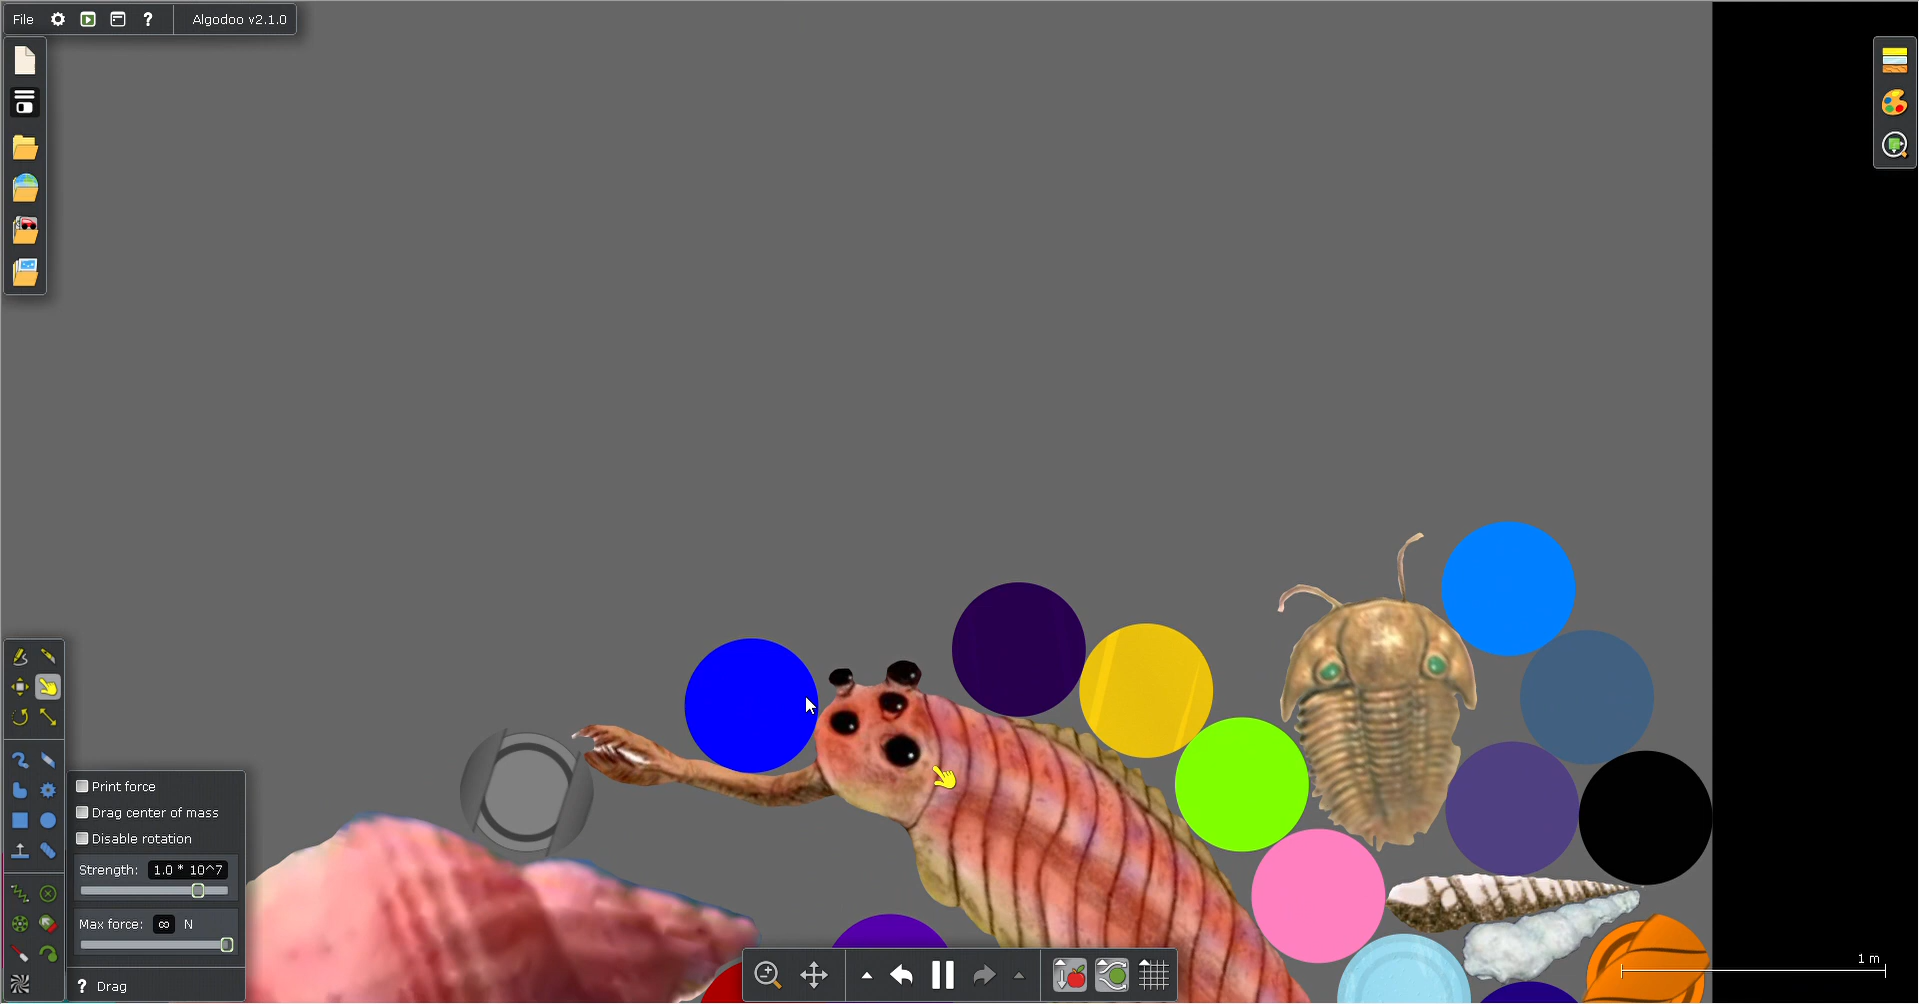 File ? Algodoo v2.1.0
Print force
Drag center of mass
Disable rotation
Strength: 1.0 * 10^7
Max force: ∞ N
? Drag
1 m